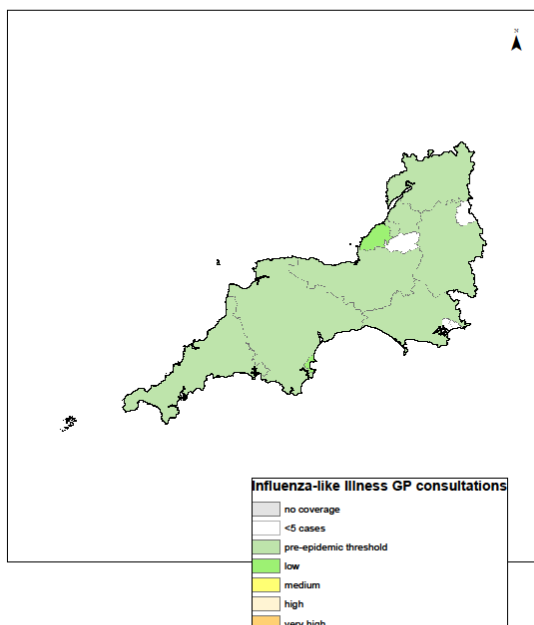 N
Influenza-like Illness GP consultations
no coverage
<5 cases
pre-epidemic threshold
low
medium
high
very high